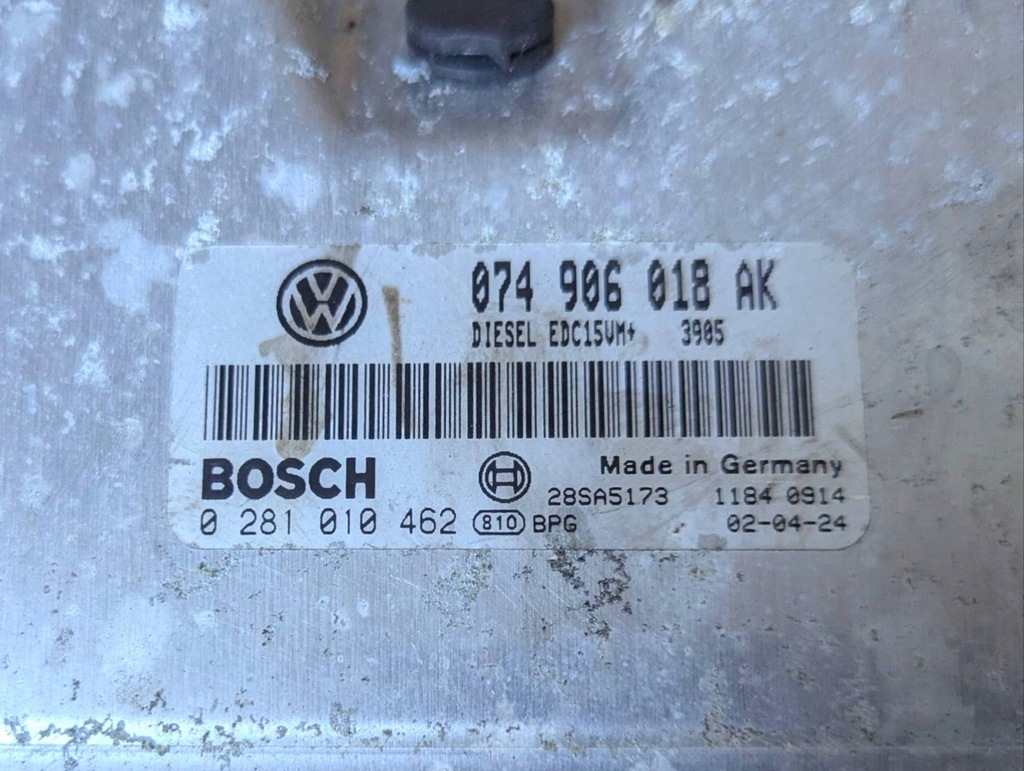 074 906 018 AK
DIESEL EDC15VM+ 3905
BOSCH
Made in Germany
28SA5173 1184 0914
0 281 010 462 810 BPG 02-04-24